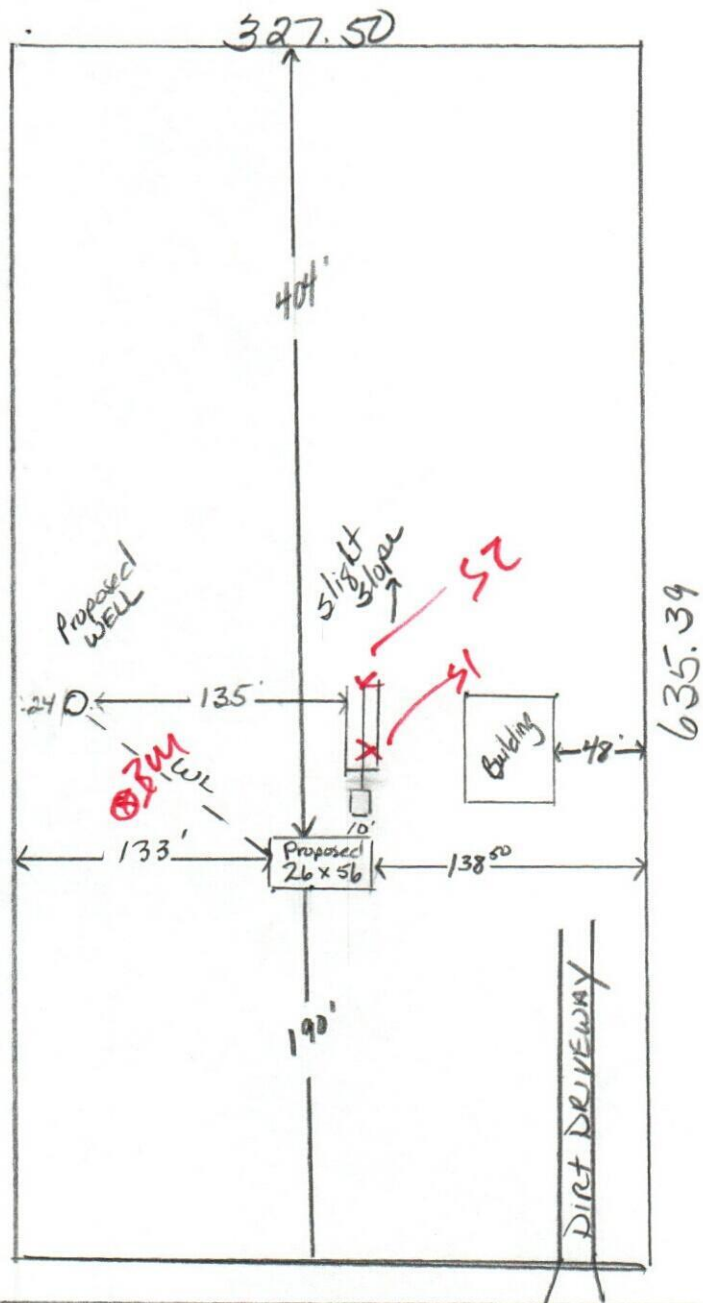 327.50
404'
slight
slope
S2
Proposed
WELL
S1
24
135'
Building
48'
635.39
BM
WL
10'
133'
Proposed
26 x 56
138 50
190'
DIRT DRIVEWAY